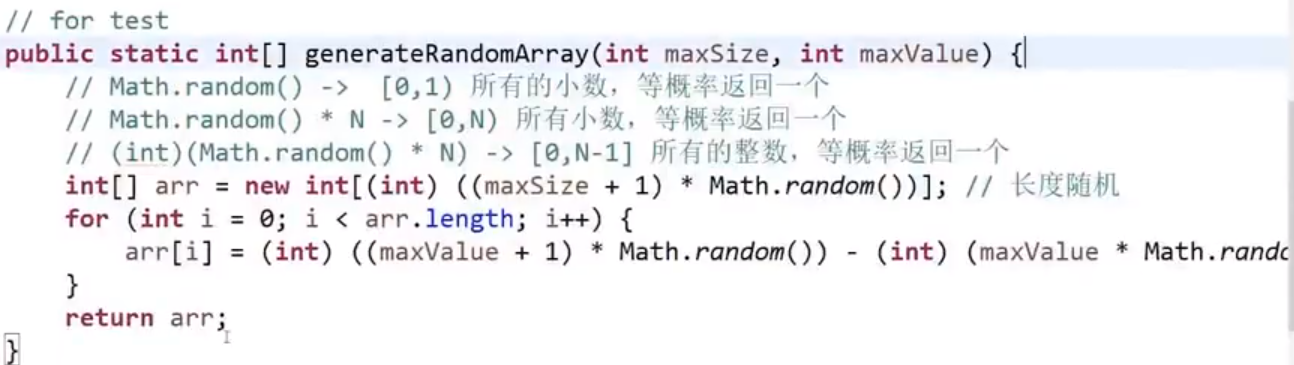 // for test
public static int[] generateRandomArray(int maxSize, int maxValue) {
// Math.random() -> [0,1) 所有的小数，等概率返回一个
// Math.random() * N -> [0,N) 所有小数，等概率返回一个
// (int)(Math.random() * N) -> [0,N-1] 所有的整数，等概率返回一个
int[] arr = new int[(int) ((maxSize + 1) * Math.random())]; // 长度随机
for (int i = 0; i < arr.length; i++) {
arr[i] = (int) ((maxValue + 1) * Math.random()) - (int) (maxValue * Math.rand
}
return arr;
}